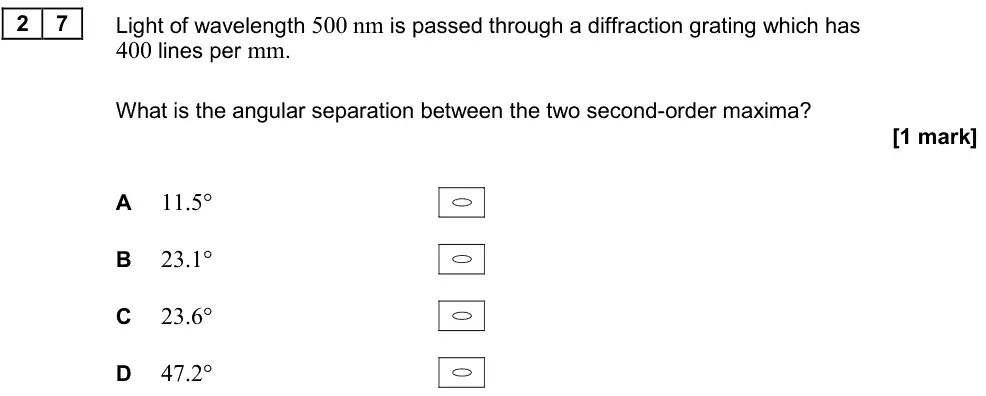 2 7 Light of wavelength 500 nm is passed through a diffraction grating which has
400 lines per mm.
What is the angular separation between the two second-order maxima?
[1 mark]
A 11.5°
B 23.1°
C 23.6°
D 47.2°